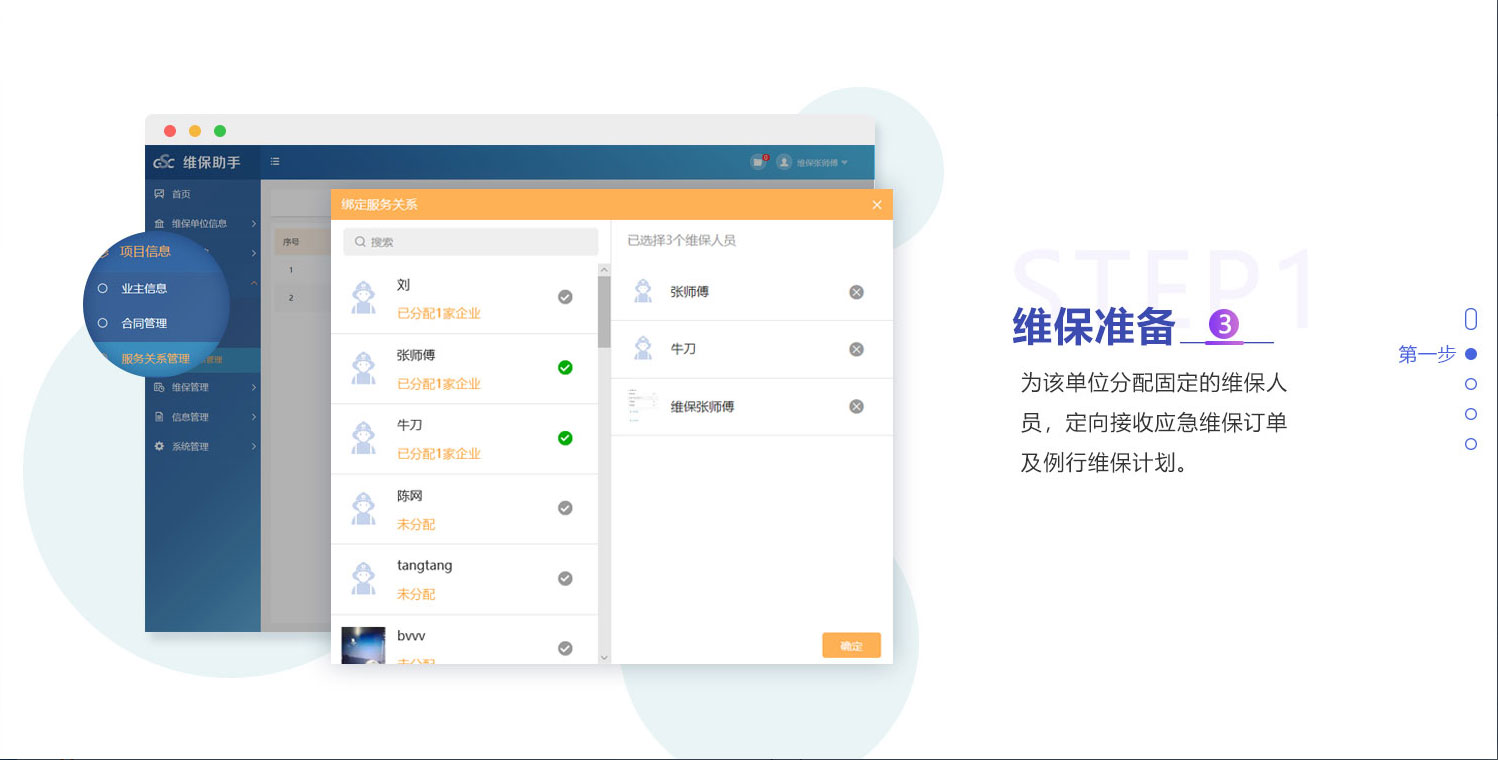 GSC 维保助手
维保张师傅
首页
维保单位信息
项目信息
业主信息
合同管理
服务关系管理
管理
维保管理
信息管理
系统管理
序号
1
2
绑定服务关系
搜索
刘
已分配1家企业
张师傅
已分配1家企业
牛刀
已分配1家企业
陈网
未分配
tangtang
未分配
bvvv
未分配
已选择3个维保人员
张师傅
牛刀
维保张师傅
确定
STEP1
维保准备 3
为该单位分配固定的维保人
员，定向接收应急维保订单
及例行维保计划。
第一步